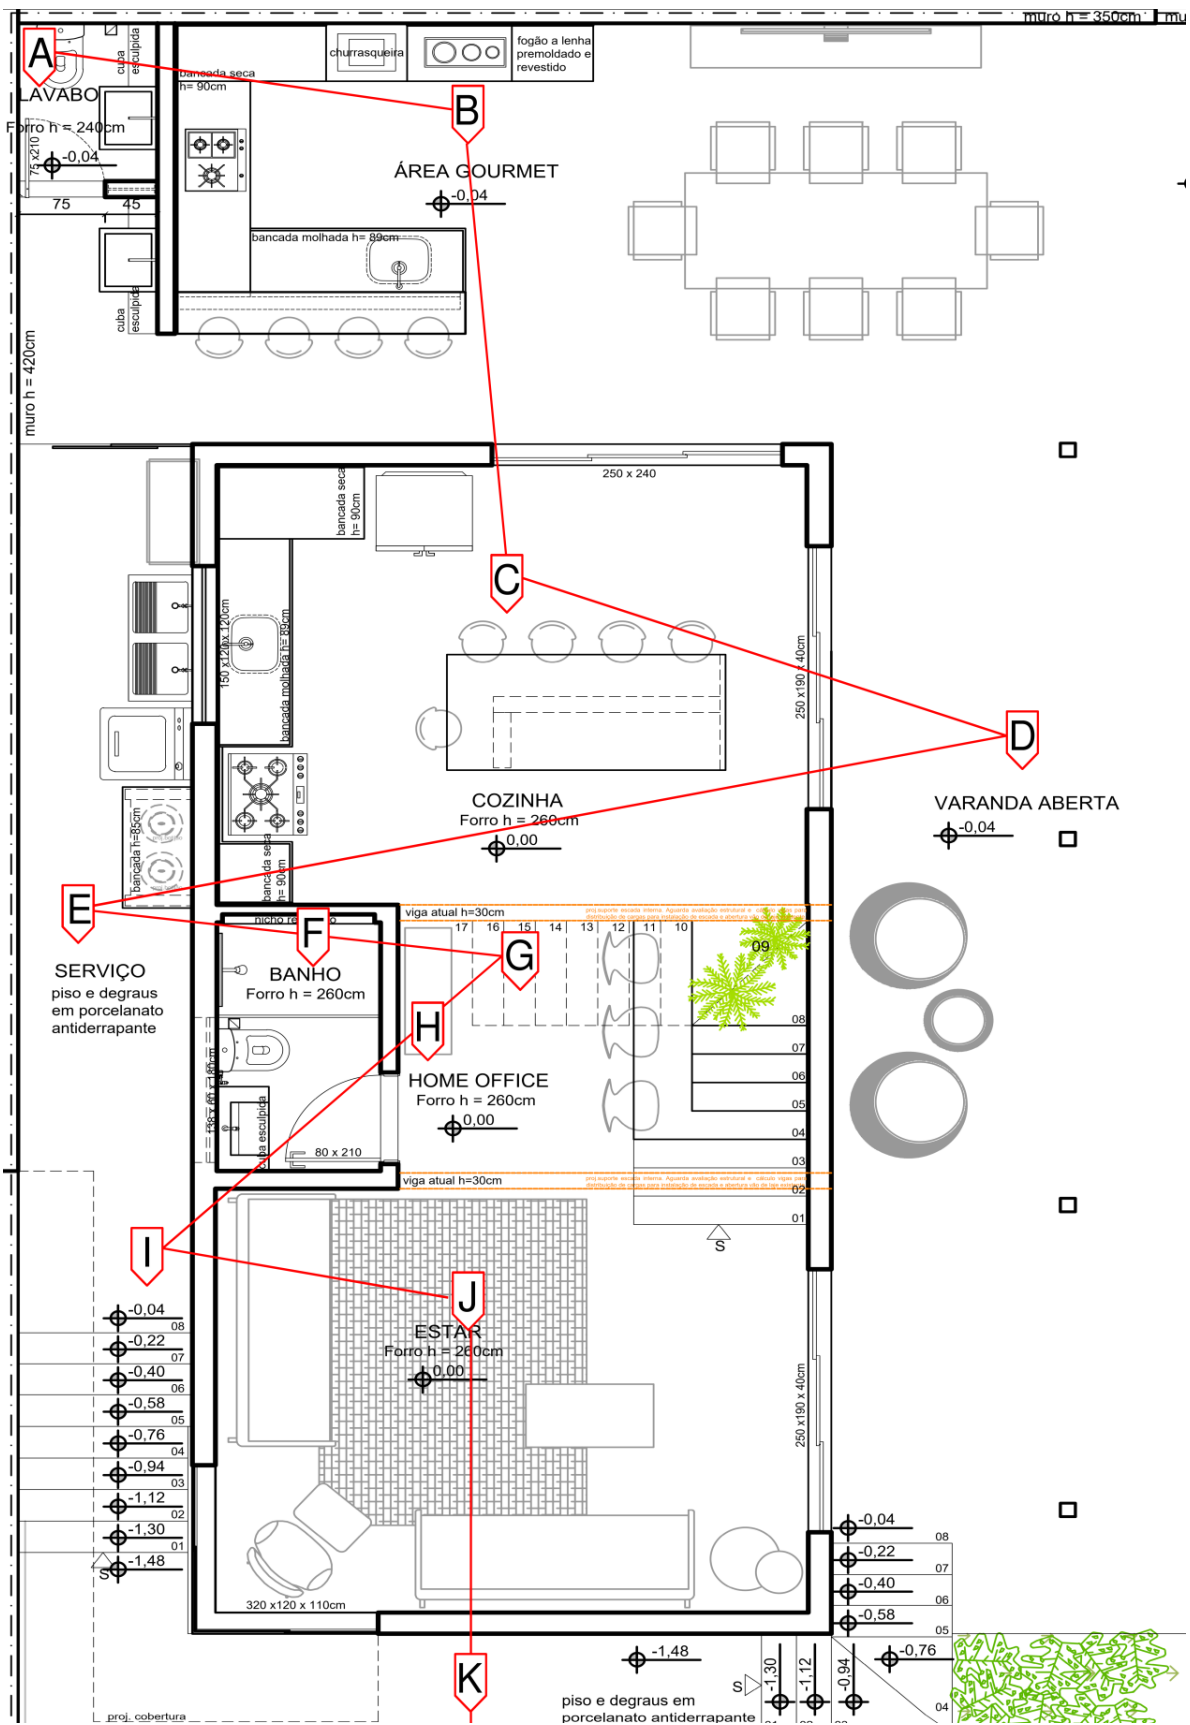 muro h = 350cm
mu
A
cuba
esculpida
churrasqueira
fogão a lenha
premoldado e
revestido
bancada seca
h= 90cm
LAVABO
B
Forro h = 240cm
-0,04
75 x210
ÁREA GOURMET
-0,04
75
45
bancada molhada h= 89cm
cuba
esculpida
muro h = 420cm
250 x 240
bancada seca
h= 90cm
C
150 x120x 120cm
bancada molhada h= 89cm
250 x190 x 40cm
D
COZINHA
Forro h = 260cm
0,00
VARANDA ABERTA
-0,04
bancada h=85cm
bancada seca
h= 90cm
E
viga atual h=30cm
F
17
16
15
14
13
12
11
10
09
G
SERVIÇO
piso e degraus
em porcelanato
antiderrapante
BANHO
Forro h = 260cm
H
08
07
06
05
04
03
02
01
S
HOME OFFICE
Forro h = 260cm
0,00
138 x 60 x 180cm
cuba esculpida
80 x 210
viga atual h=30cm
I
J
ESTAR
Forro h = 260cm
0,00
-0,04
08
-0,22
07
-0,40
06
-0,58
05
-0,76
04
-0,94
03
-1,12
02
-1,30
01
S
-1,48
250 x190 x 40cm
-0,04
08
-0,22
07
-0,40
06
-0,58
05
-0,76
04
320 x120 x 110cm
K
-1,48
S
-1,30
-1,12
-0,94
piso e degraus em
porcelanato antiderrapante
proj. cobertura